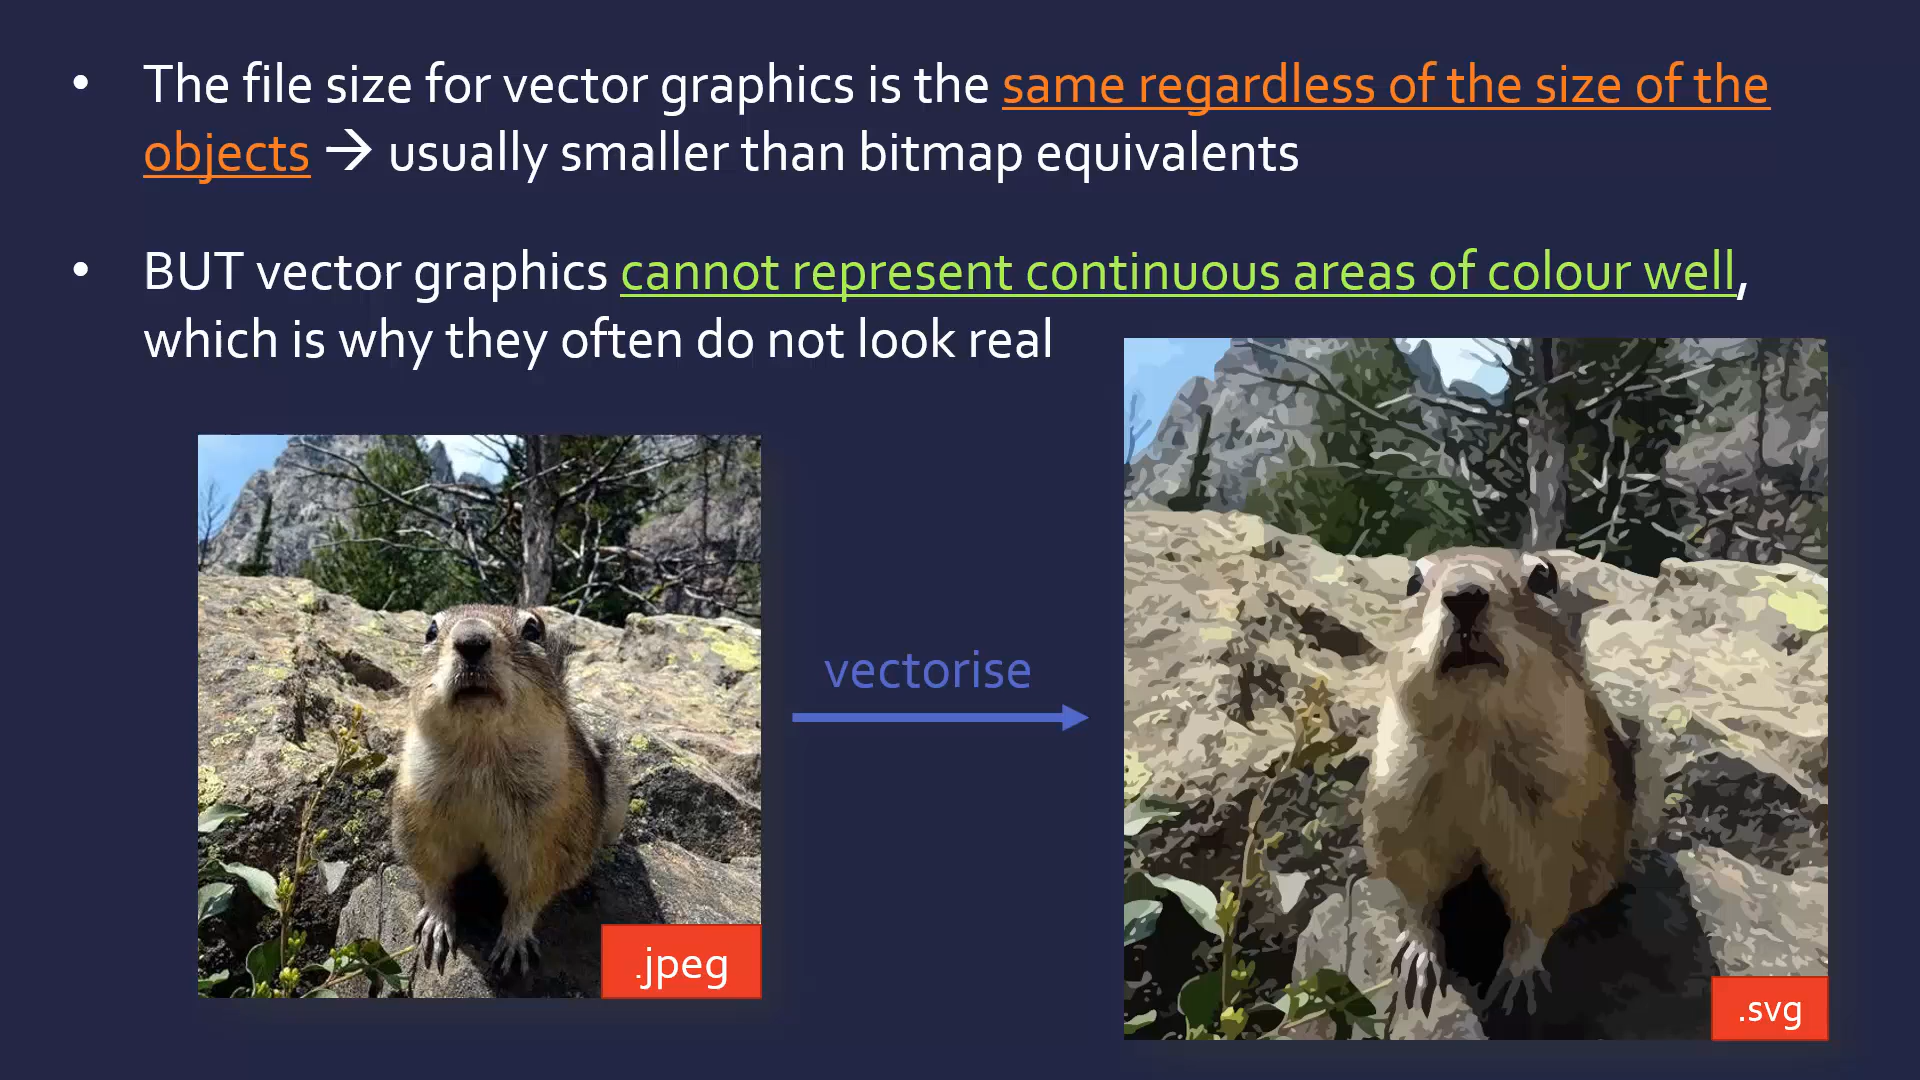 • The file size for vector graphics is the same regardless of the size of the
objects → usually smaller than bitmap equivalents
• BUT vector graphics cannot represent continuous areas of colour well,
which is why they often do not look real
vectorise
.jpeg
.svg